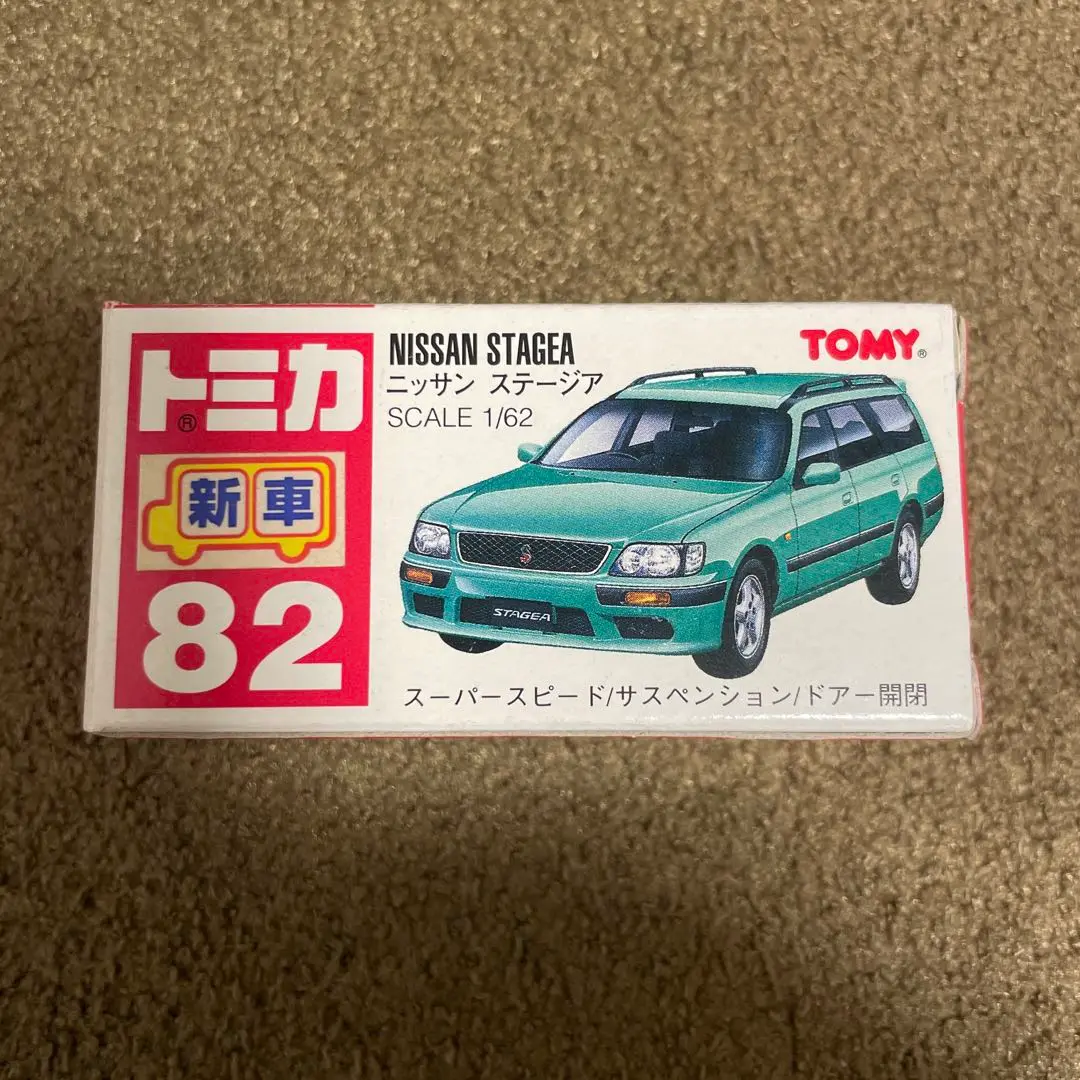 トミカ®
新車
82
NISSAN STAGEA
ニッサン ステージア
SCALE 1/62
TOMY®
STAGEA
スーパースピード/サスペンション/ドアー開閉